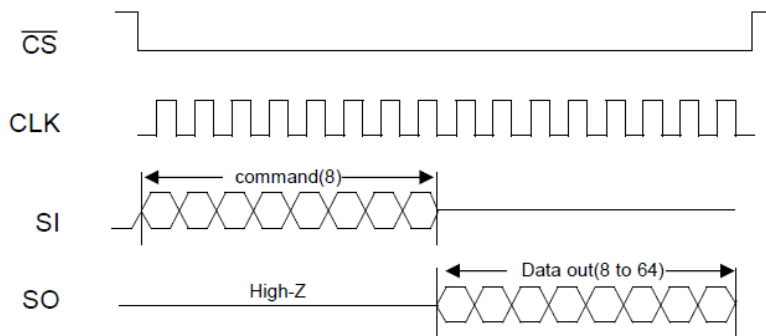 CS
CLK
command(8)
SI
Data out(8 to 64)
High-Z
SO